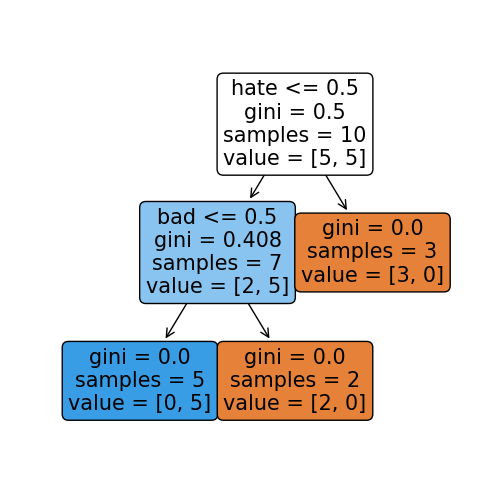 hate <= 0.5
gini = 0.5
samples = 10
value = [5, 5]
bad <= 0.5
gini = 0.408
samples = 7
value = [2, 5]
gini = 0.0
samples = 3
value = [3, 0]
gini = 0.0
samples = 5
value = [0, 5]
gini = 0.0
samples = 2
value = [2, 0]